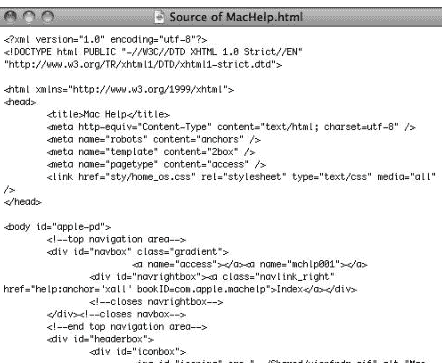 Source of MacHelp.html
<?xml version="1.0" encoding="utf-8"?>
<!DOCTYPE html PUBLIC "-//W3C//DTD XHTML 1.0 Strict//EN"
"http://www.w3.org/TR/xhtml1/DTD/xhtml1-strict.dtd">
<html xmlns="http://www.w3.org/1999/xhtml">
<head>
<title>Mac Help</title>
<meta http-equiv="Content-Type" content="text/html; charset=utf-8" />
<meta name="robots" content="anchors" />
<meta name="template" content="2box" />
<meta name="pagetype" content="access" />
<link href="sty/home_os.css" rel="stylesheet" type="text/css" media="all"
/>
</head>
<body id="apple-pd">
<!--top navigation area-->
<div id="navbox" class="gradient">
<a name="access"></a><a name="mchlp001"></a>
<div id="navrightbox"><a class="navlink_right"
href="help:anchor='xall' bookID=com.apple.machelp">Index</a></div>
<!--closes navrightbox-->
</div><!--closes navbox-->
<!--end top navigation area-->
<div id="headerbox">
<div id="iconbox">